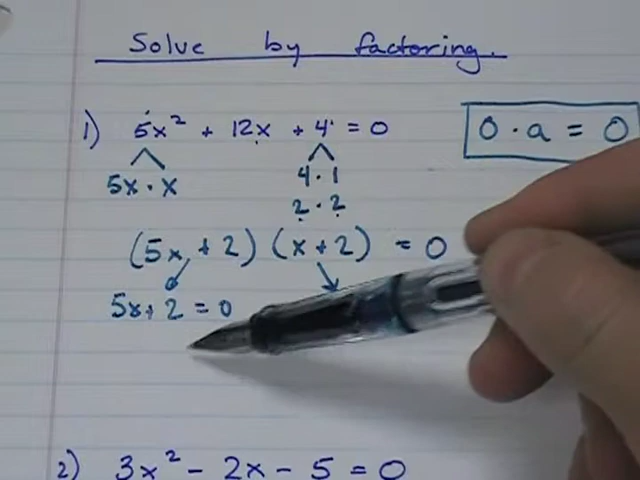 Solve by factoring.
1) 5x² + 12x + 4 = 0
0 · a = 0
5x · x
4 · 1
2 · 2
(5x + 2) (x + 2) = 0
5x + 2 = 0
2) 3x² - 2x - 5 = 0